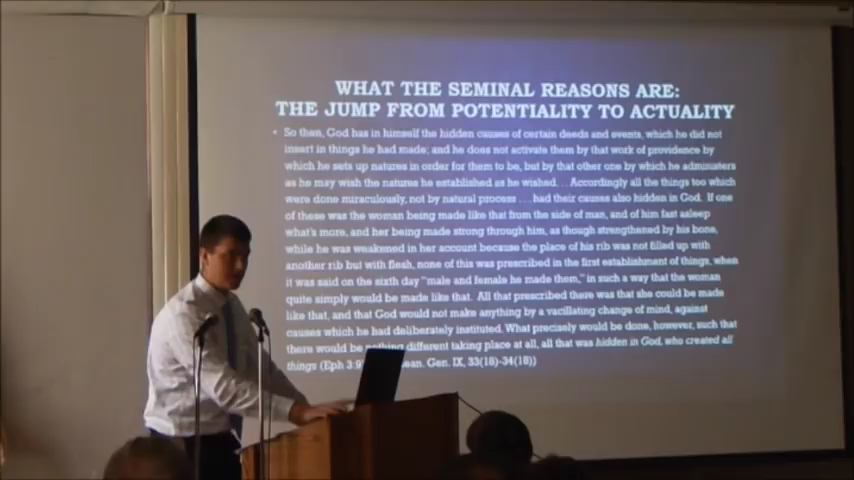 WHAT THE SEMINAL REASONS ARE:
THE JUMP FROM POTENTIALITY TO ACTUALITY
• So then, God has in himself the hidden causes of certain deeds and events, which he did not
insert in things he had made; and he does not activate them by that work of providence by
which he sets up natures in order for them to be, but by that other one by which he administers
as he may wish the natures he established as he wished… Accordingly all the things too which
were done miraculously, not by natural process …. had their causes also hidden in God. If one
of these was the woman being made like that from the side of man, and of him fast asleep
what's more, and her being made strong through him, as though strengthened by his bone,
while he was weakened in her account because the place of his rib was not filled up with
another rib but with flesh, none of this was prescribed in the first establishment of things, when
it was said on the sixth day "male and female he made them," in such a way that the woman
quite simply would be made like that. All that prescribed there was that she could be made
like that, and that God would not make anything by a vacillating change of mind, against
causes which he had deliberately instituted. What precisely would be done, however, such that
there would be nothing different taking place at all, all that was hidden in God, who created all
things (Eph 3:9 ean. Gen. IX, 33(18)-34(18))